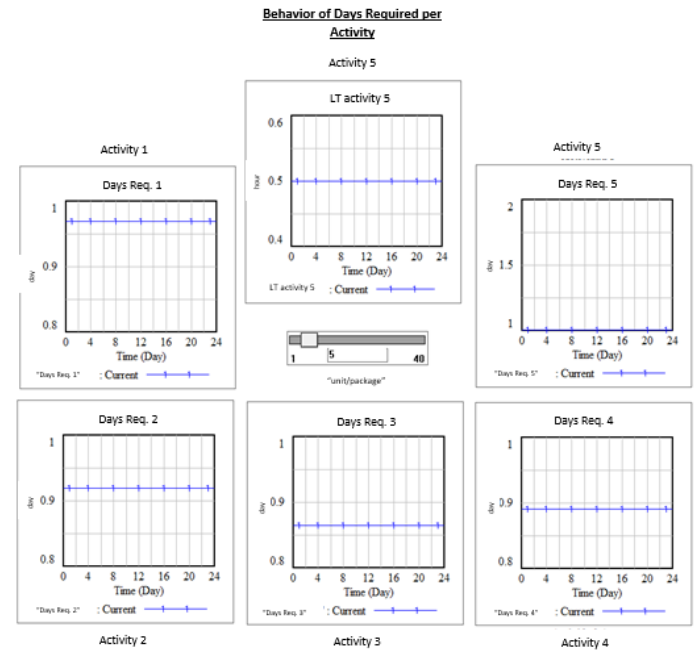 Behavior of Days Required per
Activity
Activity 5
LT activity 5
0.6
0.5
0.4
hour
0 4 8 12 16 20 24
Time (Day)
LT activity 5 : Current
Activity 1
Days Req. 1
1
0.9
0.8
day
0 4 8 12 16 20 24
Time (Day)
"Days Req. 1" : Current
Activity 5
Days Req. 5
2
1.5
1
day
0 4 8 12 16 20 24
Time (Day)
"Days Req. 5" : Current
1 5 40
"unit/package"
Days Req. 2
1
0.9
0.8
day
0 4 8 12 16 20 24
Time (Day)
"Days Req. 2" : Current
Activity 2
Days Req. 3
1
0.9
0.8
day
0 4 8 12 16 20 24
Time (Day)
"Days Req. 3" : Current
Activity 3
Days Req. 4
1
0.9
0.8
day
0 4 8 12 16 20 24
Time (Day)
"Days Req. 4" : Current
Activity 4